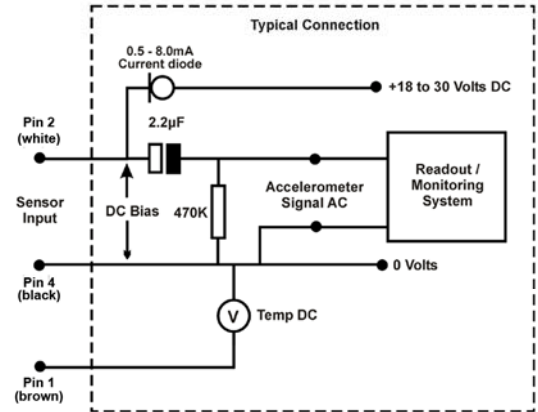 Typical Connection
0.5 - 8.0mA
Current diode
+18 to 30 Volts DC
Pin 2
(white)
2.2µF
Readout /
Monitoring
System
Accelerometer
Signal AC
Sensor
Input
DC Bias
470K
0 Volts
Pin 4
(black)
V
Temp DC
Pin 1
(brown)